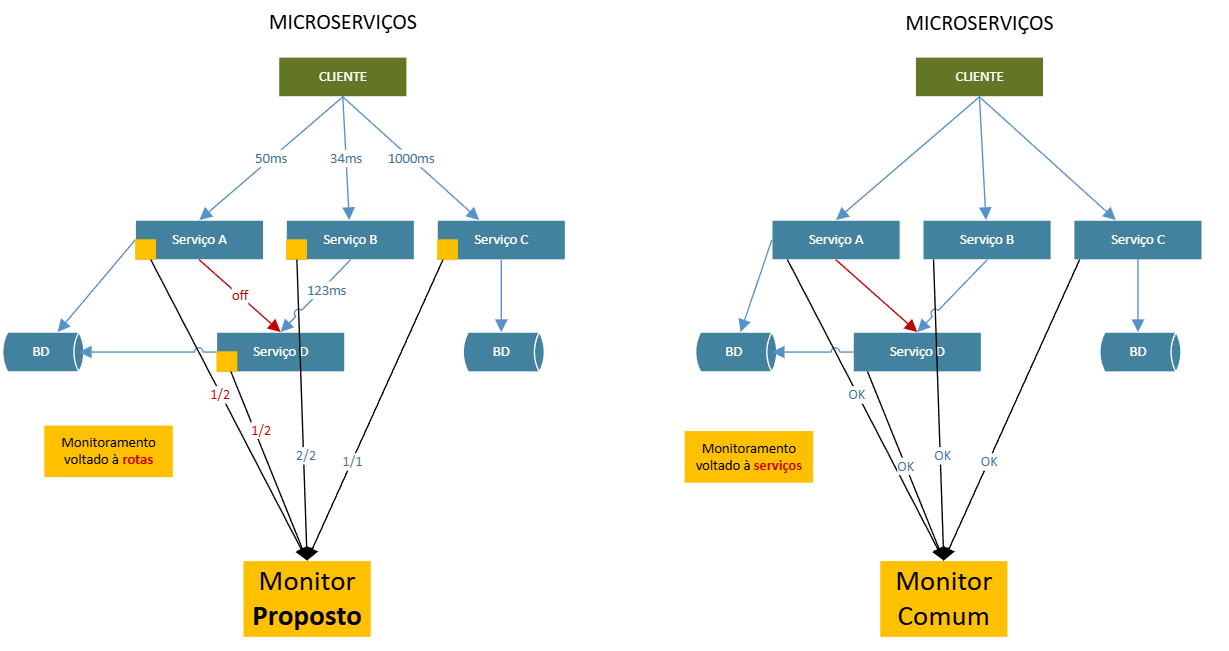 MICROSERVIÇOS
CLIENTE
50ms
34ms
1000ms
Serviço A
Serviço B
Serviço C
off
123ms
BD
Serviço D
BD
1/2
1/2
2/2
1/1
Monitoramento
voltado à rotas
Monitor
Proposto
MICROSERVIÇOS
CLIENTE
Serviço A
Serviço B
Serviço C
BD
Serviço D
BD
OK
OK
OK
OK
Monitoramento
voltado à serviços
Monitor
Comum